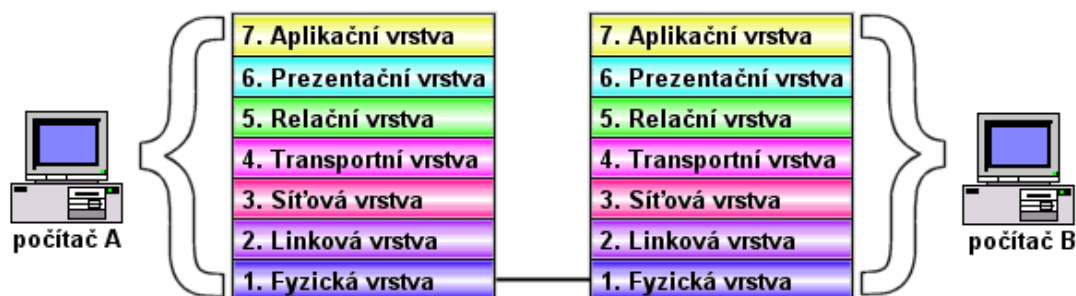 7. Aplikační vrstva
6. Prezentační vrstva
5. Relační vrstva
4. Transportní vrstva
3. Síťová vrstva
2. Linková vrstva
1. Fyzická vrstva
7. Aplikační vrstva
6. Prezentační vrstva
5. Relační vrstva
4. Transportní vrstva
3. Síťová vrstva
2. Linková vrstva
1. Fyzická vrstva
počítač A
počítač B